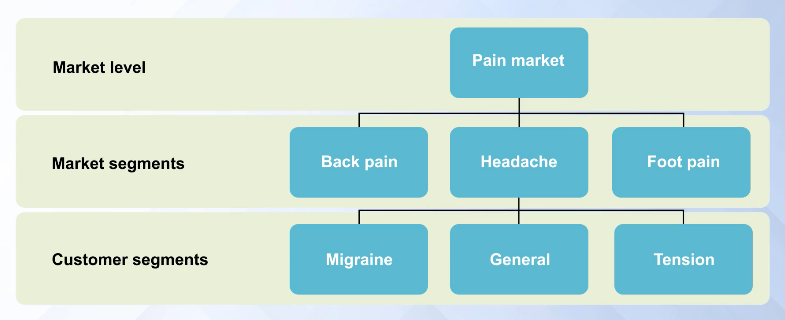 Market level
Pain market
Market segments
Back pain
Headache
Foot pain
Customer segments
Migraine
General
Tension